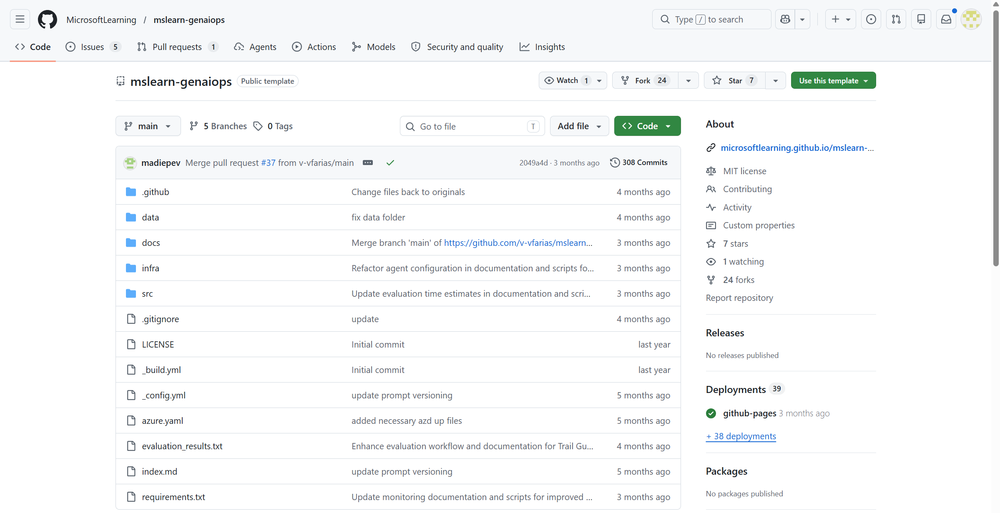 MicrosoftLearning / mslearn-genaiops
Type / to search
Code
Issues 5
Pull requests 1
Agents
Actions
Models
Security and quality
Insights
mslearn-genaiops Public template
Watch 1
Fork 24
Star 7
Use this template
main
5 Branches
0 Tags
Go to file T
Add file
Code
madiepev Merge pull request #37 from v-vfarias/main
2049a4d · 3 months ago
308 Commits
.github Change files back to originals 4 months ago
data fix data folder 4 months ago
docs Merge branch 'main' of https://github.com/v-vfarias/mslearn... 3 months ago
infra Refactor agent configuration in documentation and scripts fo... 3 months ago
src Update evaluation time estimates in documentation and scri... 3 months ago
.gitignore update 4 months ago
LICENSE Initial commit last year
_build.yml Initial commit last year
_config.yml update prompt versioning 5 months ago
azure.yaml added necessary azd up files 5 months ago
evaluation_results.txt Enhance evaluation workflow and documentation for Trail Gu... 4 months ago
index.md update prompt versioning 5 months ago
requirements.txt Update monitoring documentation and scripts for improved ... 3 months ago
About
microsoftlearning.github.io/mslearn-...
MIT license
Contributing
Activity
Custom properties
7 stars
1 watching
24 forks
Report repository
Releases
No releases published
Deployments 39
github-pages 3 months ago
+ 38 deployments
Packages
No packages published